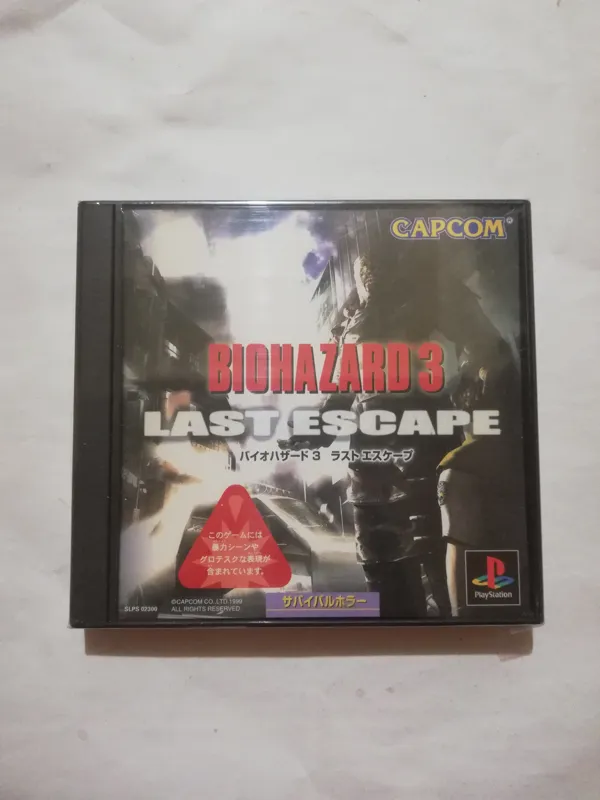 CAPCOM®
BIOHAZARD 3
LAST ESCAPE
バイオハザード3 ラスト エスケープ
このゲームには
暴力シーンや
グロテスクな表現が
含まれています。
SLPS 02300
©CAPCOM CO.,LTD.1999
ALL RIGHTS RESERVED
サバイバルホラー
PlayStation